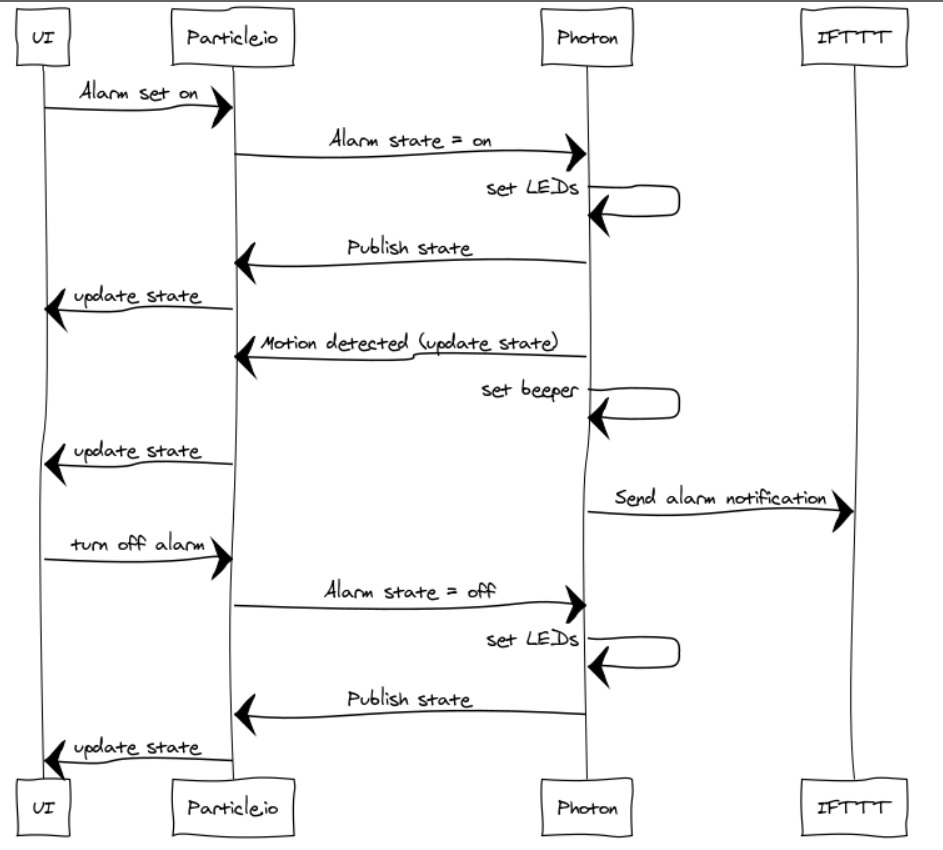 UI
Particle.io
Photon
IFTTT
Alarm set on
Alarm state = on
set LEDs
Publish state
update state
Motion detected (update state)
set beeper
update state
Send alarm notification
turn off alarm
Alarm state = off
set LEDs
Publish state
update state
UI
Particle.io
Photon
IFTTT